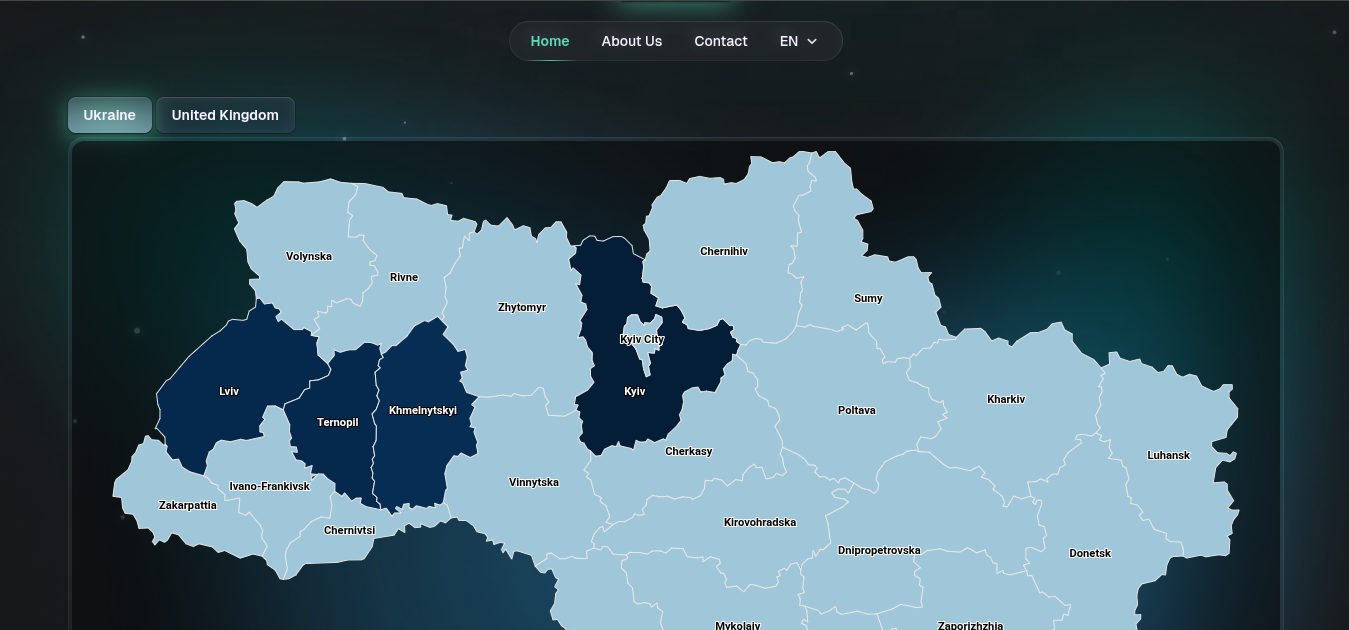 Home About Us Contact EN
Ukraine United Kingdom
Chernihiv
Volynska
Rivne
Sumy
Zhytomyr
Kyiv City
Lviv
Kyiv
Kharkiv
Khmelnytskyi
Poltava
Ternopil
Cherkasy
Luhansk
Vinnytska
Ivano-Frankivsk
Zakarpattia
Kirovohradska
Chernivtsi
Dnipropetrovska
Donetsk
Mykolaiv
Zaporizhzhia